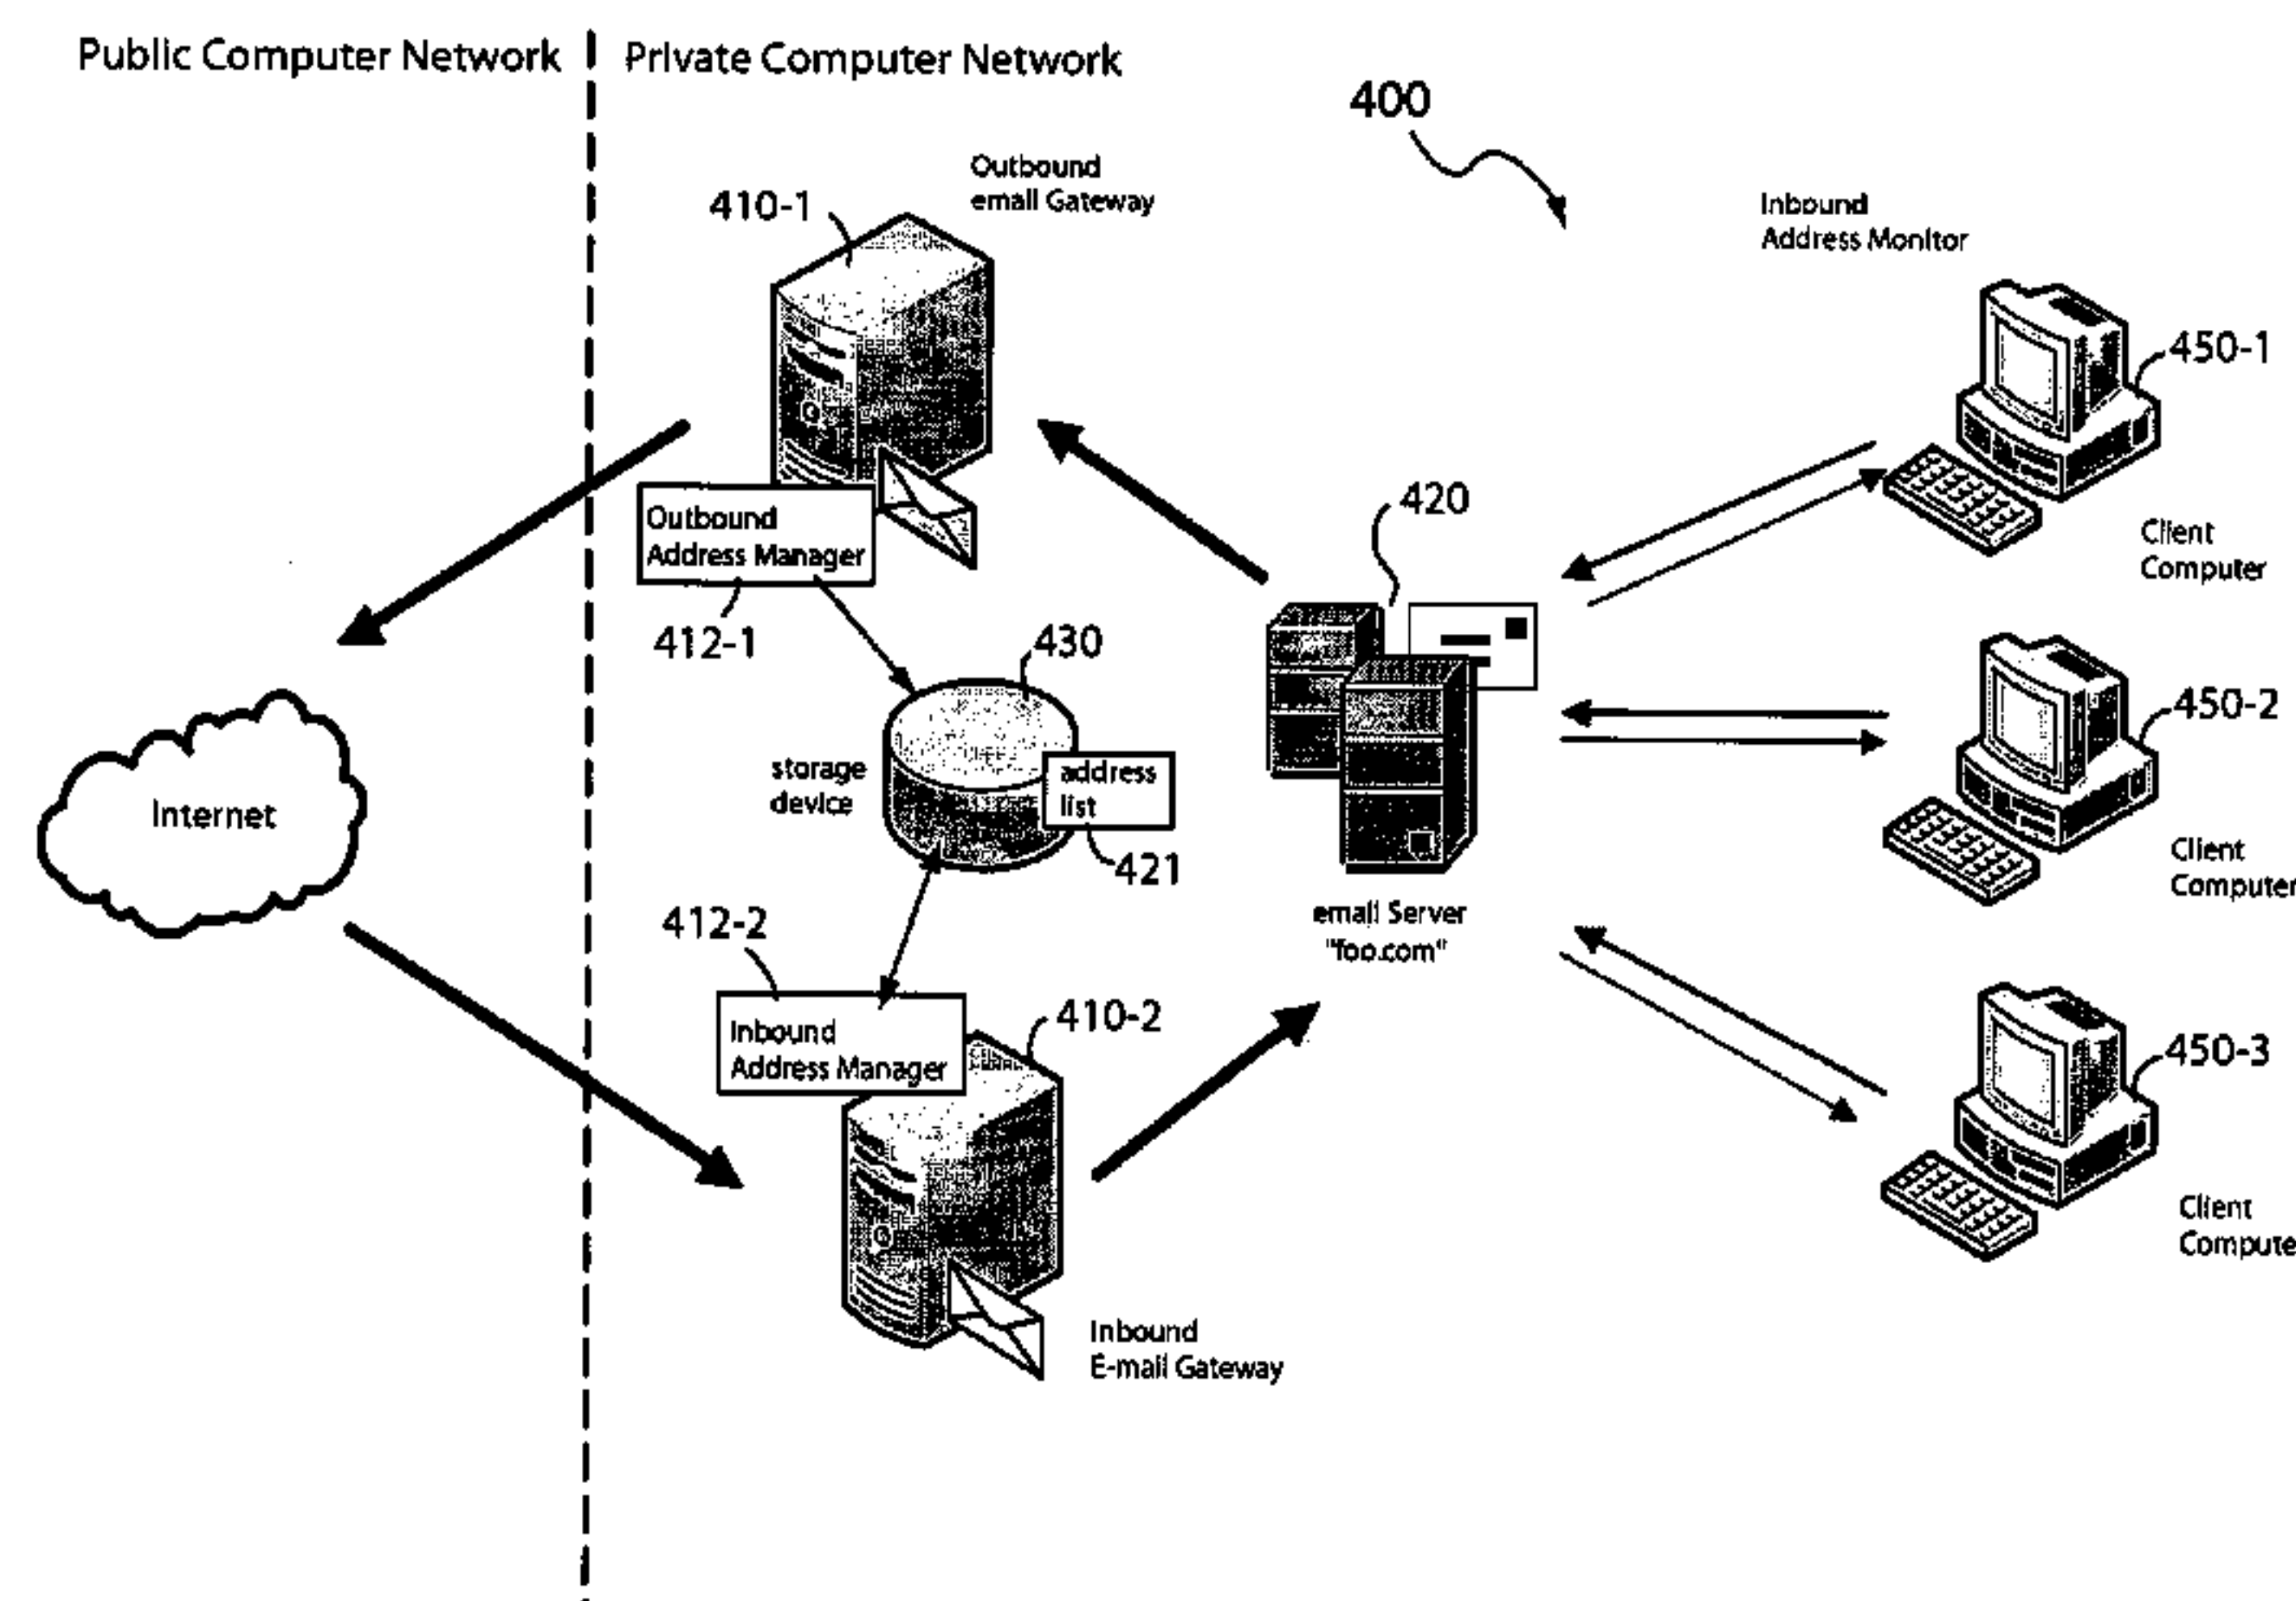 Public Computer Network
Private Computer Network
400
Outbound
email Gateway
410-1
Inbound
Address Monitor
450-1
Outbound
Address Manager
412-1
420
Client
Computer
430
450-2
storage
device
address
list
421
Internet
Client
Computer
email Server
"foo.com"
412-2
410-2
Inbound
Address Manager
450-3
Client
Compute
Inbound
E-mail Gateway